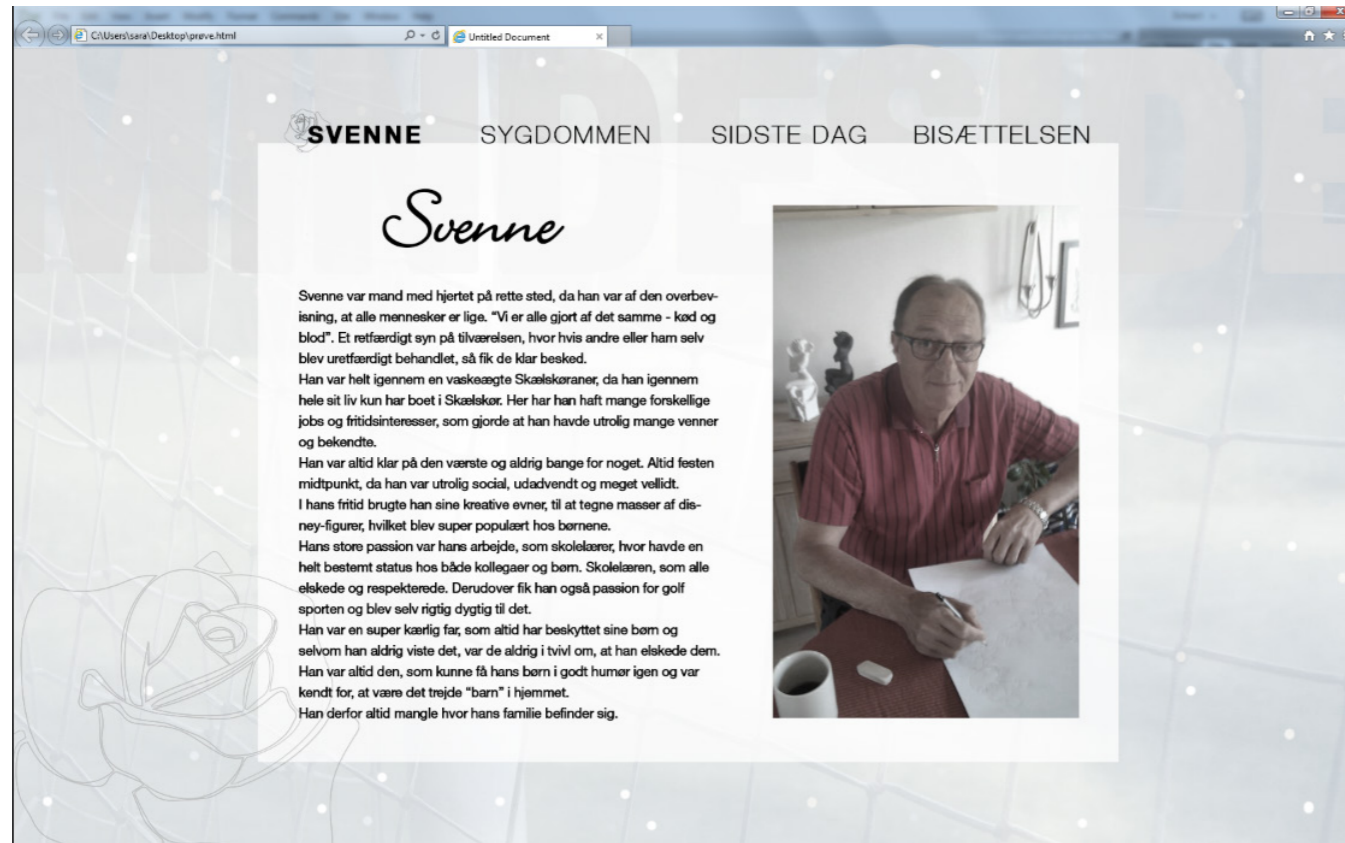 C:\Users\sara\Desktop\prøve.html
Untitled Document
MINDESIDE
SVENNE SYGDOMMEN SIDSTE DAG BISÆTTELSEN
Svenne
Svenne var mand med hjertet på rette sted, da han var af den overbev-
isning, at alle mennesker er lige. “Vi er alle gjort af det samme - kød og
blod”. Et retfærdigt syn på tilværelsen, hvor hvis andre eller ham selv
blev uretfærdigt behandlet, så fik de klar besked.
Han var helt igennem en vaskeægte Skælskøraner, da han igennem
hele sit liv kun har boet i Skælskør. Her har han haft mange forskellige
jobs og fritidsinteresser, som gjorde at han havde utrolig mange venner
og bekendte.
Han var altid klar på den værste og aldrig bange for noget. Altid festen
midtpunkt, da han var utrolig social, udadvendt og meget vellidt.
I hans fritid brugte han sine kreative evner, til at tegne masser af dis-
ney-figurer, hvilket blev super populært hos børnene.
Hans store passion var hans arbejde, som skolelærer, hvor havde en
helt bestemt status hos både kollegaer og børn. Skolelæren, som alle
elskede og respekterede. Derudover fik han også passion for golf
sporten og blev selv rigtig dygtig til det.
Han var en super kærlig far, som altid har beskyttet sine børn og
selvom han aldrig viste det, var de aldrig i tvivl om, at han elskede dem.
Han var altid den, som kunne få hans børn i godt humør igen og var
kendt for, at være det trejde “barn” i hjemmet.
Han derfor altid mangle hvor hans familie befinder sig.